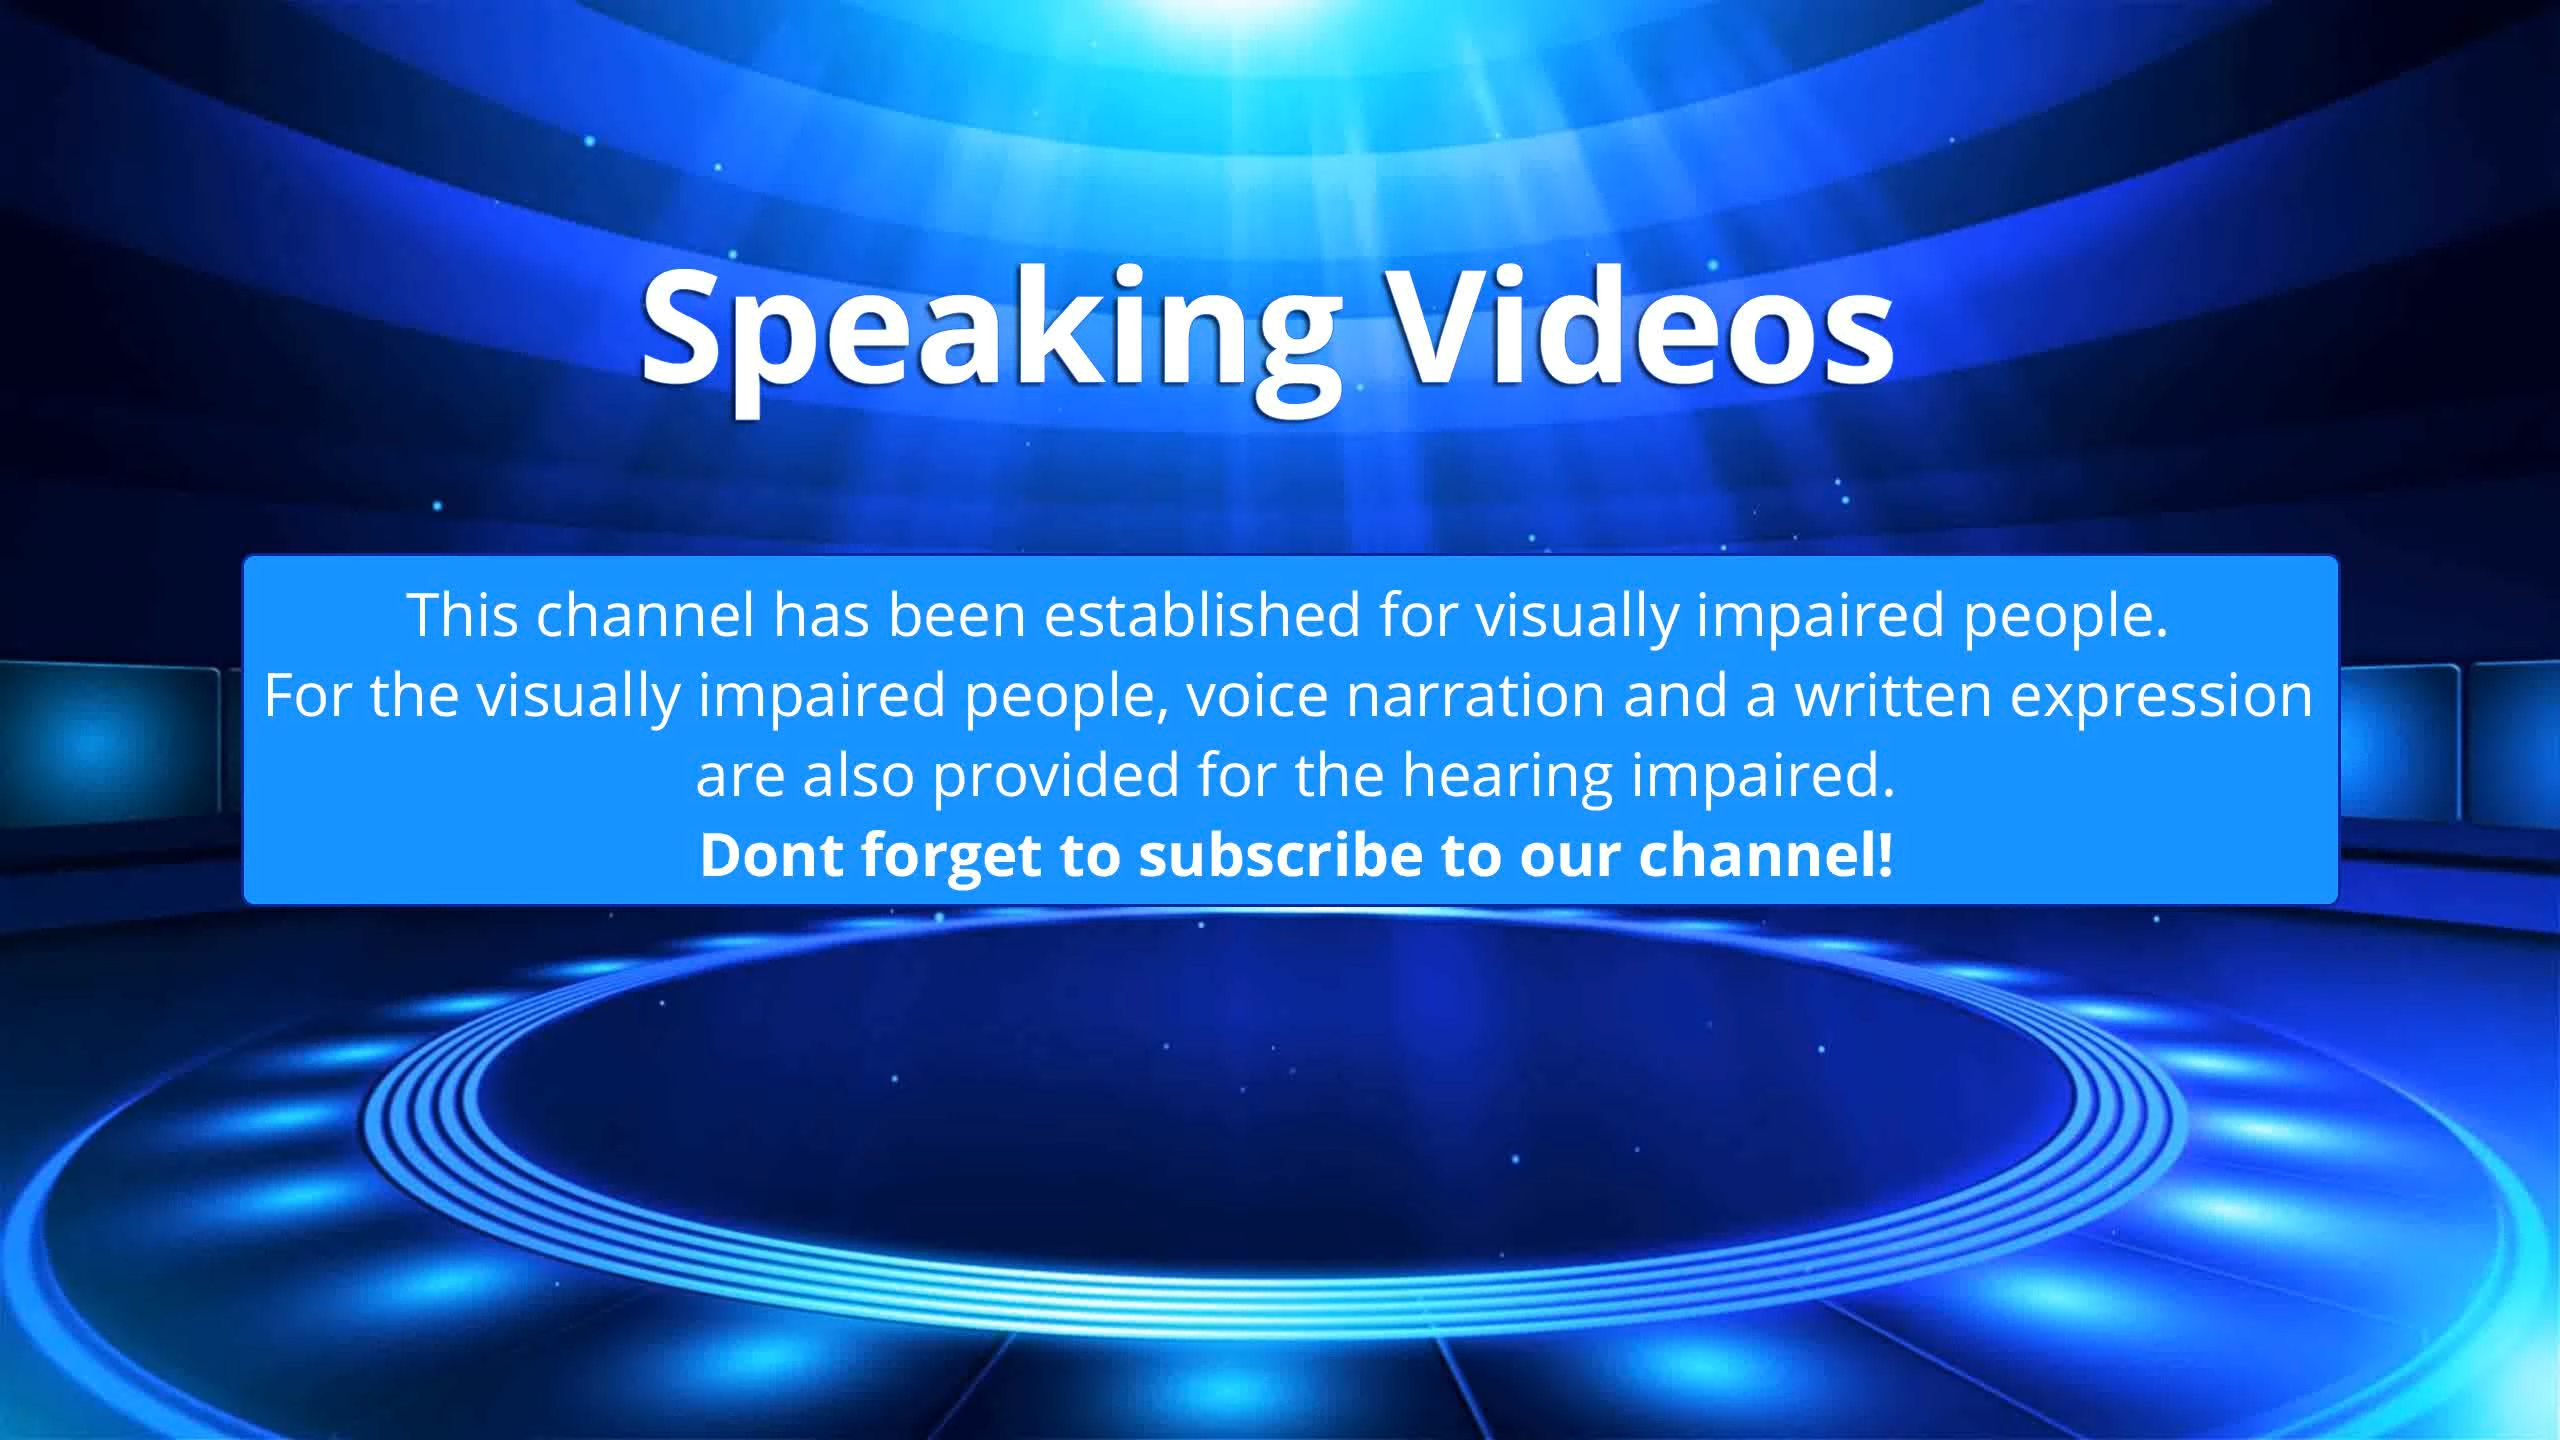 Speaking Videos
This channel has been established for visually impaired people.
For the visually impaired people, voice narration and a written expression
are also provided for the hearing impaired.
Dont forget to subscribe to our channel!